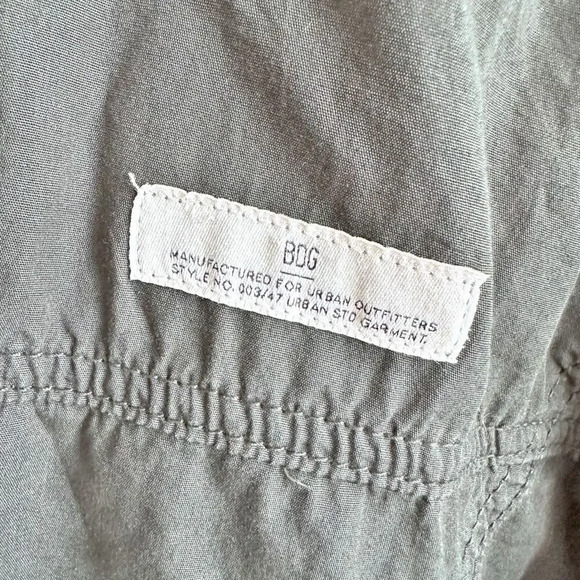 BDG
MANUFACTURED FOR URBAN OUTFITTERS
STYLE NO. 003/47 URBAN STD GARMENT.